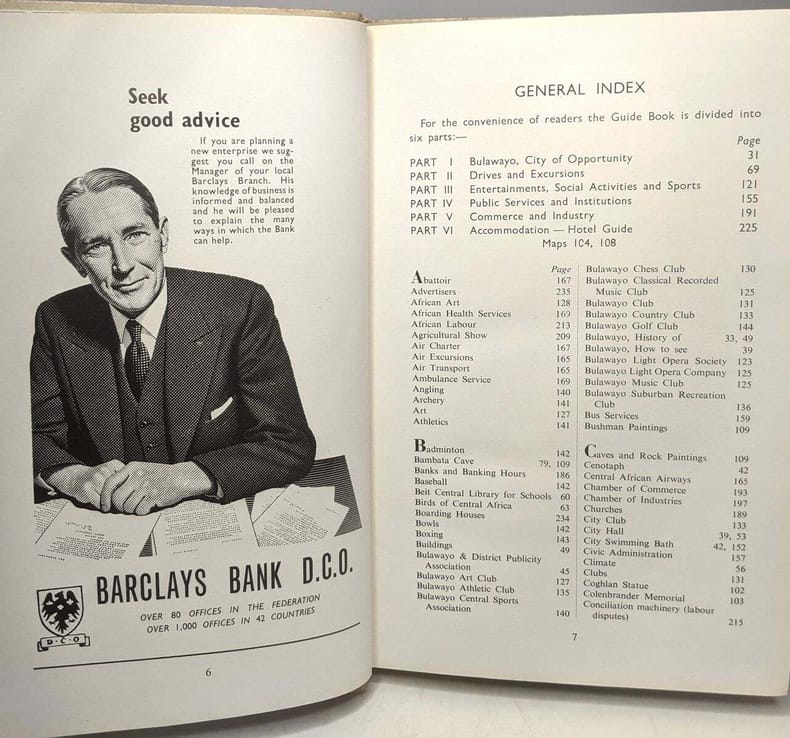 Seek
good advice
If you are planning a
new enterprise we sug-
gest you call on the
Manager of your local
Barclays Branch. His
knowledge of business is
informed and balanced
and he will be pleased
to explain the many
ways in which the Bank
can help.
BARCLAYS BANK D.C.O.
OVER 80 OFFICES IN THE FEDERATION
OVER 1,000 OFFICES IN 42 COUNTRIES
D·C·O
6
GENERAL INDEX
For the convenience of readers the Guide Book is divided into
six parts:—
Page
PART I Bulawayo, City of Opportunity 31
PART II Drives and Excursions 69
PART III Entertainments, Social Activities and Sports 121
PART IV Public Services and Institutions 155
PART V Commerce and Industry 191
PART VI Accommodation — Hotel Guide 225
Maps 104, 108
Page
Abattoir 167
Advertisers 235
African Art 128
African Health Services 169
African Labour 213
Agricultural Show 209
Air Charter 167
Air Excursions 165
Air Transport 165
Ambulance Service 169
Angling 140
Archery 141
Art 127
Athletics 141
Badminton 142
Bambata Cave 79, 109
Banks and Banking Hours 186
Baseball 142
Beit Central Library for Schools 60
Birds of Central Africa 63
Boarding Houses 234
Bowls 142
Boxing 143
Buildings 49
Bulawayo & District Publicity
Association 45
Bulawayo Art Club 127
Bulawayo Athletic Club 135
Bulawayo Central Sports
Association 140
Bulawayo Chess Club 130
Bulawayo Classical Recorded
Music Club 125
Bulawayo Club 131
Bulawayo Country Club 133
Bulawayo Golf Club 144
Bulawayo, History of 33, 49
Bulawayo, How to see 39
Bulawayo Light Opera Society 123
Bulawayo Light Opera Company 125
Bulawayo Music Club 125
Bulawayo Suburban Recreation
Club 136
Bus Services 159
Bushman Paintings 109
Caves and Rock Paintings 109
Cenotaph 42
Central African Airways 165
Chamber of Commerce 193
Chamber of Industries 197
Churches 189
City Club 133
City Hall 39, 53
City Swimming Bath 42, 152
Civic Administration 157
Climate 56
Clubs 131
Coghlan Statue 102
Colenbrander Memorial 103
Conciliation machinery (labour
disputes) 215
7